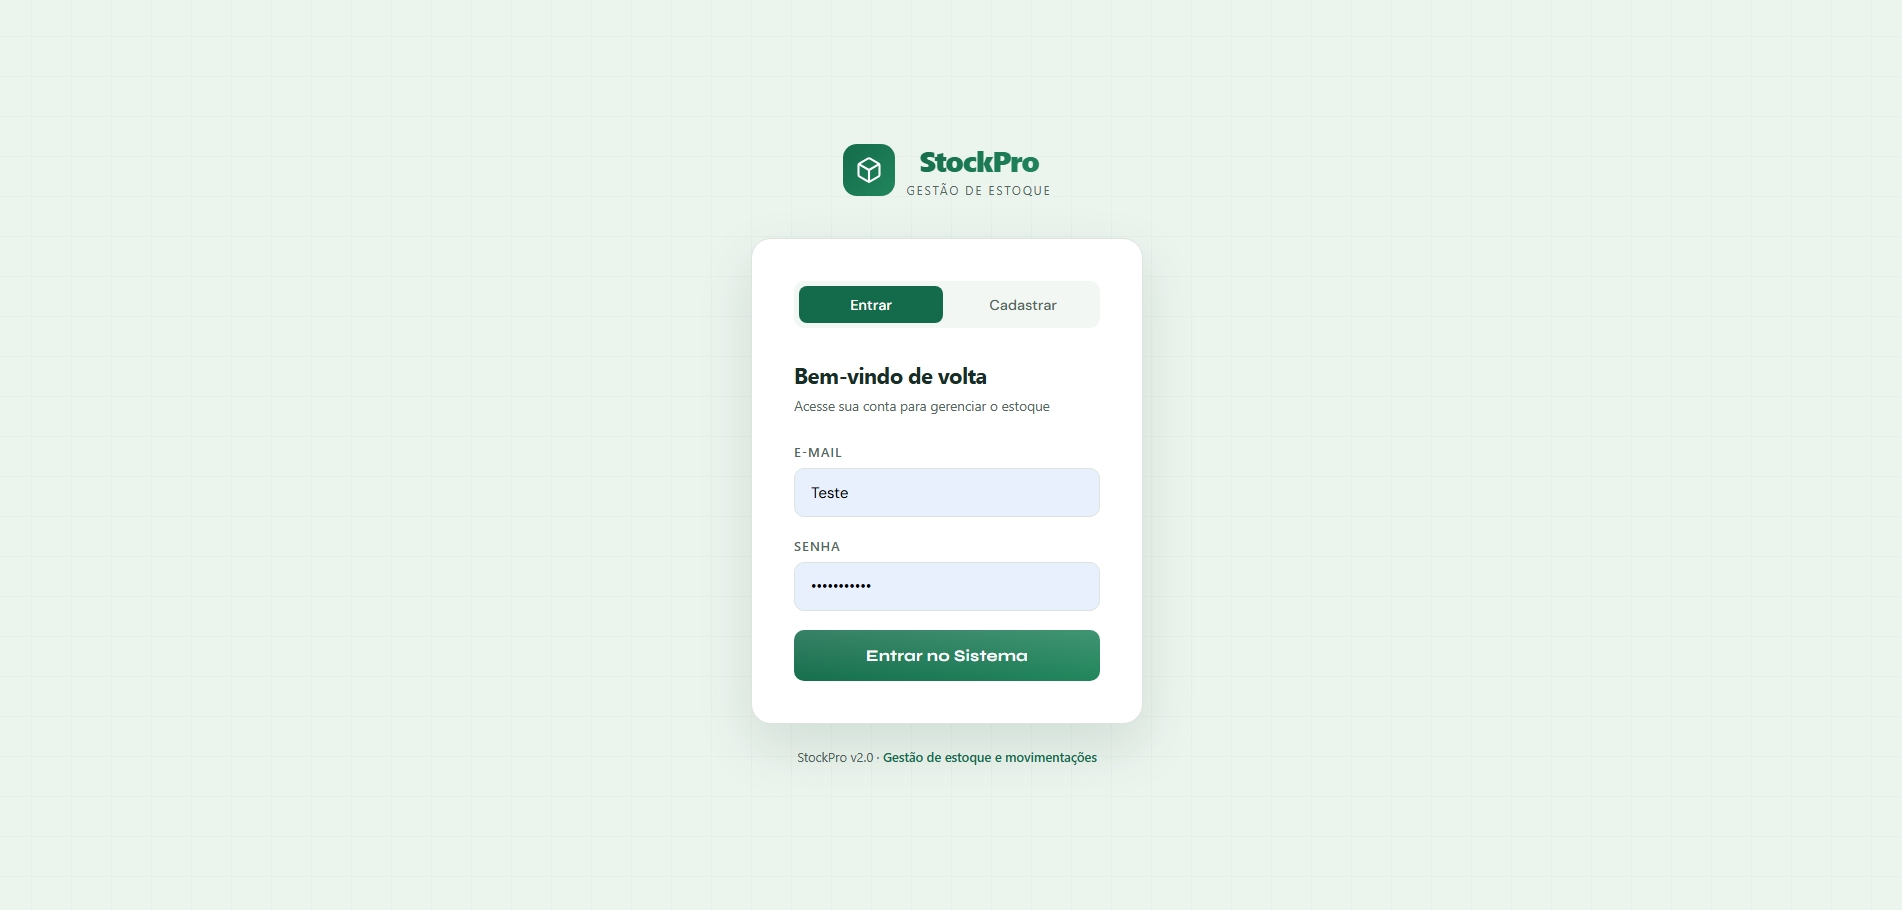 StockPro
GESTÃO DE ESTOQUE
Entrar Cadastrar
Bem-vindo de volta
Acesse sua conta para gerenciar o estoque
E-MAIL
Teste
SENHA
•••••••••••
Entrar no Sistema
StockPro v2.0 · Gestão de estoque e movimentações